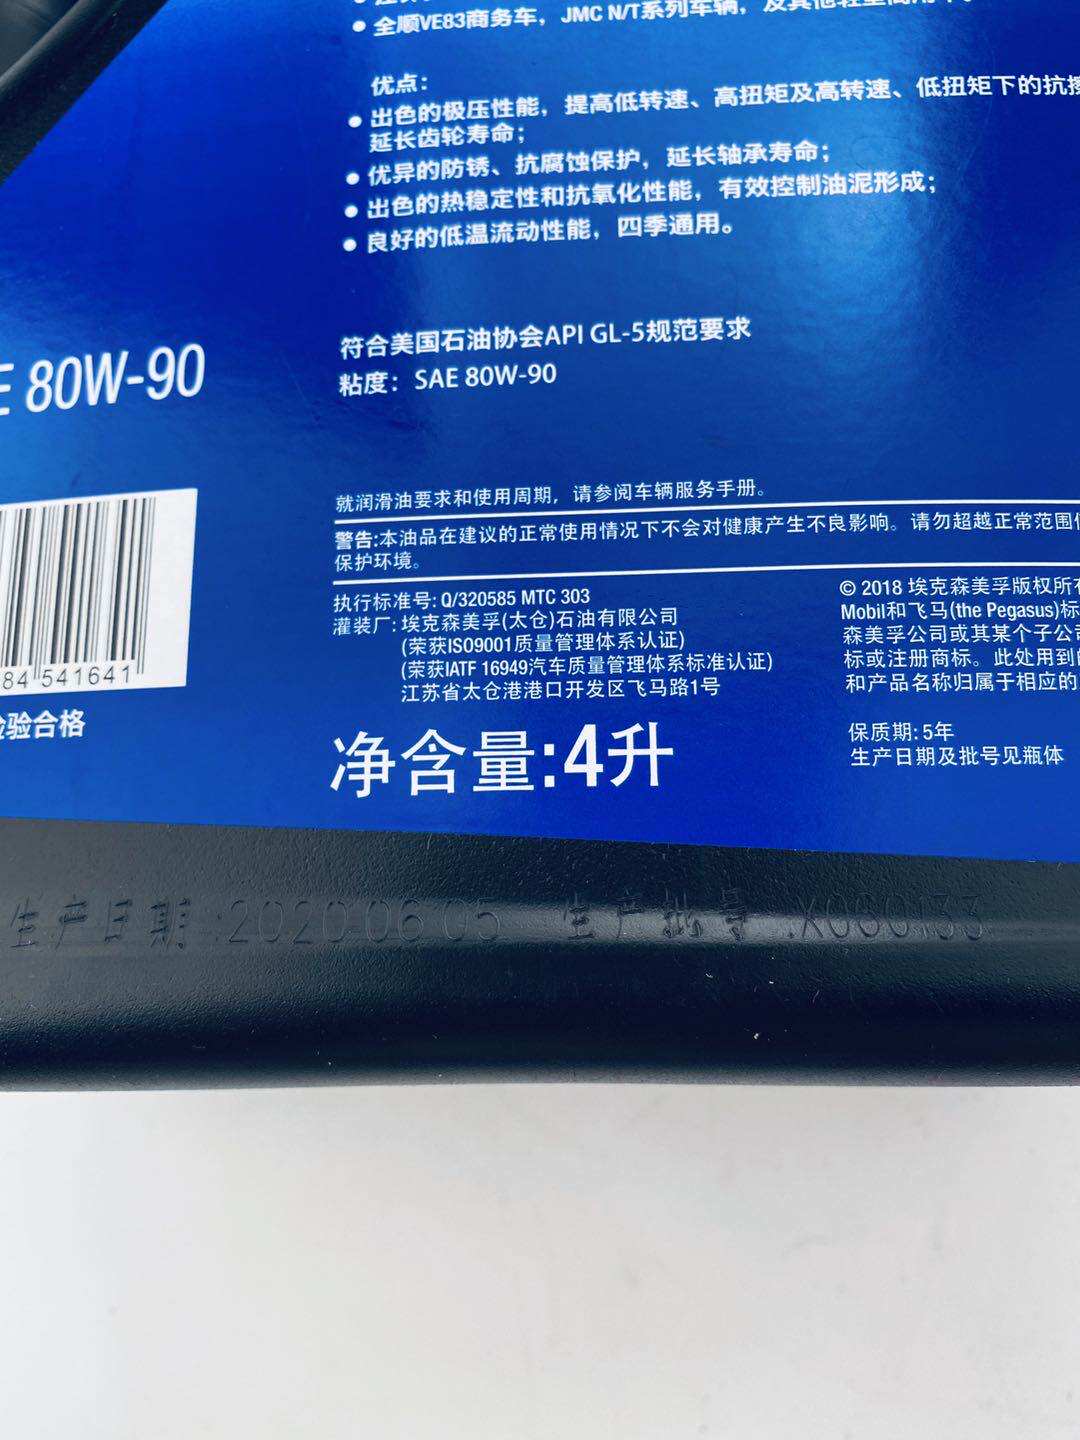 全顺VE83商务车，JMC N/T系列车辆，
优点：
出色的极压性能，提高低转速、高扭矩及高转速、低扭矩下的抗擦
延长齿轮寿命；
优异的防锈、抗腐蚀保护，延长轴承寿命；
出色的热稳定性和抗氧化性能，有效控制油泥形成；
良好的低温流动性能，四季通用。
E 80W-90
符合美国石油协会API GL-5规范要求
粘度：SAE 80W-90
就润滑油要求和使用周期，请参阅车辆服务手册。
警告:本油品在建议的正常使用情况下不会对健康产生不良影响。请勿超越正常范围使
保护环境。
执行标准号: Q/320585 MTC 303
灌装厂: 埃克森美孚(太仓)石油有限公司
(荣获ISO9001质量管理体系认证)
(荣获IATF 16949汽车质量管理体系标准认证)
江苏省太仓港港口开发区飞马路1号
© 2018 埃克森美孚版权所有
Mobil和飞马(the Pegasus)标
森美孚公司或其某个子公司
标或注册商标。此处用到的
和产品名称归属于相应的
84 541641
检验合格
净含量:4升
保质期: 5年
生产日期及批号见瓶体
生产日期:2020.06.05 生产批号:X080133